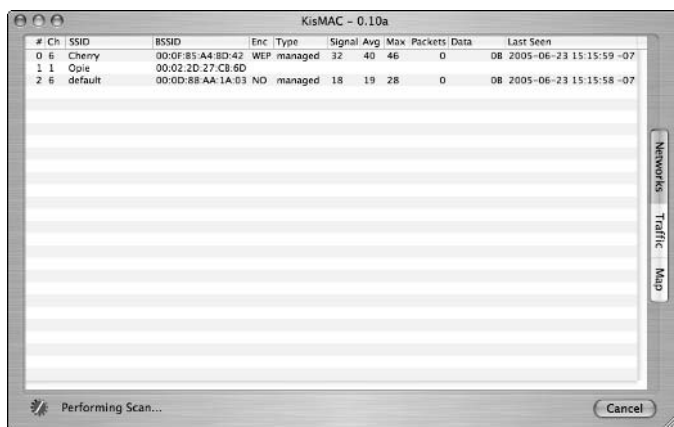 KisMAC - 0.10a
# Ch SSID BSSID Enc Type Signal Avg Max Packets Data Last Seen
0 6 Cherry 00:0F:85:A4:8D:42 WEP managed 32 40 46 0 0B 2005-06-23 15:15:59 -07
1 1 Opie 00:02:2D:27:CB:6D
2 6 default 00:0D:88:AA:1A:03 NO managed 18 19 28 0 0B 2005-06-23 15:15:58 -07
Networks
Traffic
Map
Performing Scan...
Cancel